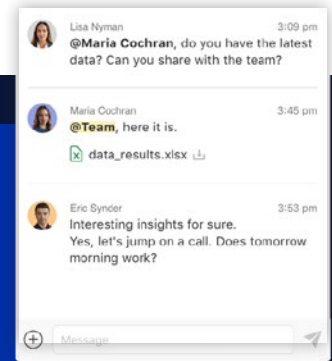 Lisa Nyman 3:09 pm
@Maria Cochran, do you have the latest
data? Can you share with the team?
Maria Cochran 3:45 pm
@Team, here it is.
data_results.xlsx
Eric Synder 3:53 pm
Interesting insights for sure.
Yes, let's jump on a call. Does tomorrow
morning work?
Message